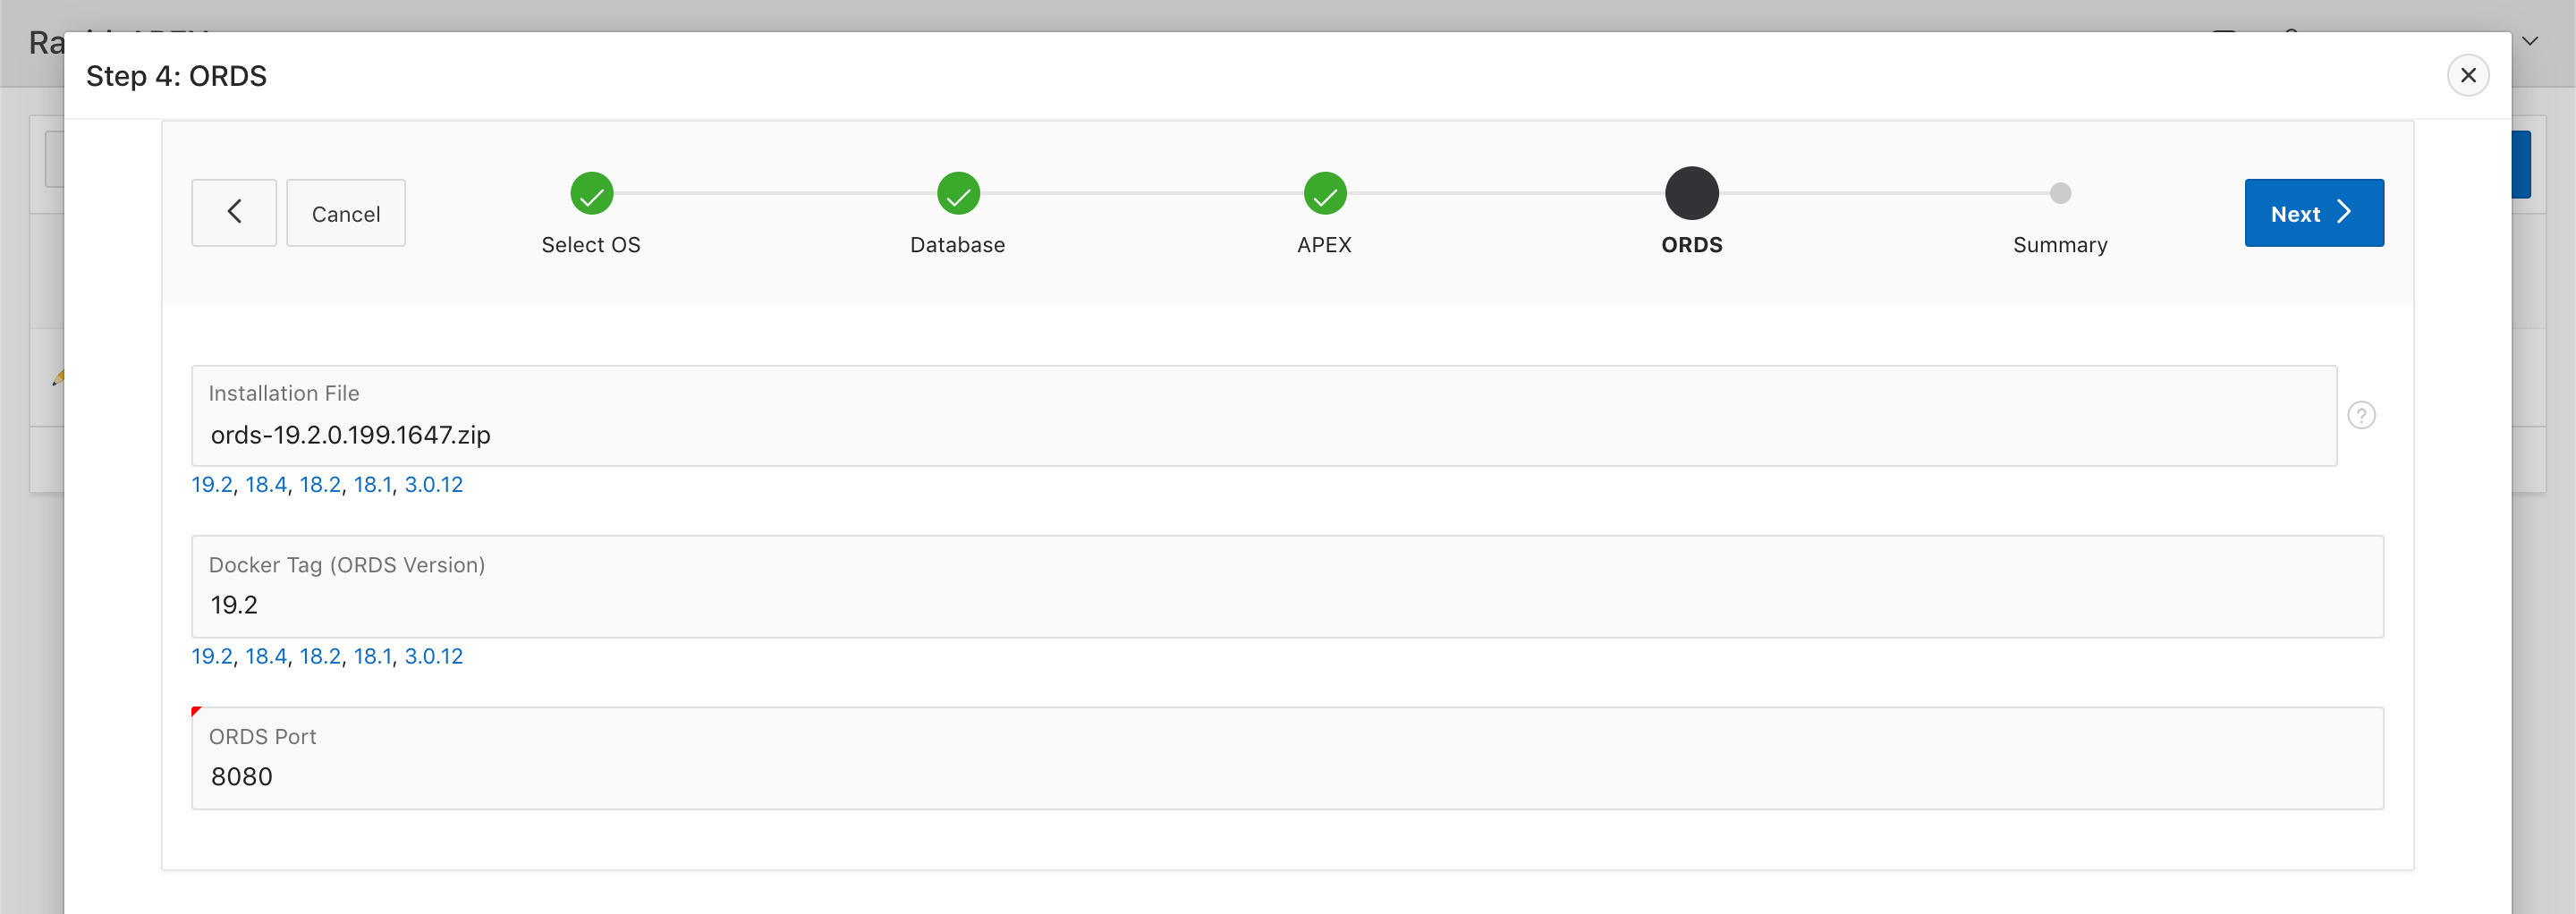 Step 4: ORDS
Cancel
Select OS
Database
APEX
ORDS
Summary
Next
Installation File
ords-19.2.0.199.1647.zip
?
19.2, 18.4, 18.2, 18.1, 3.0.12
Docker Tag (ORDS Version)
19.2
19.2, 18.4, 18.2, 18.1, 3.0.12
ORDS Port
8080